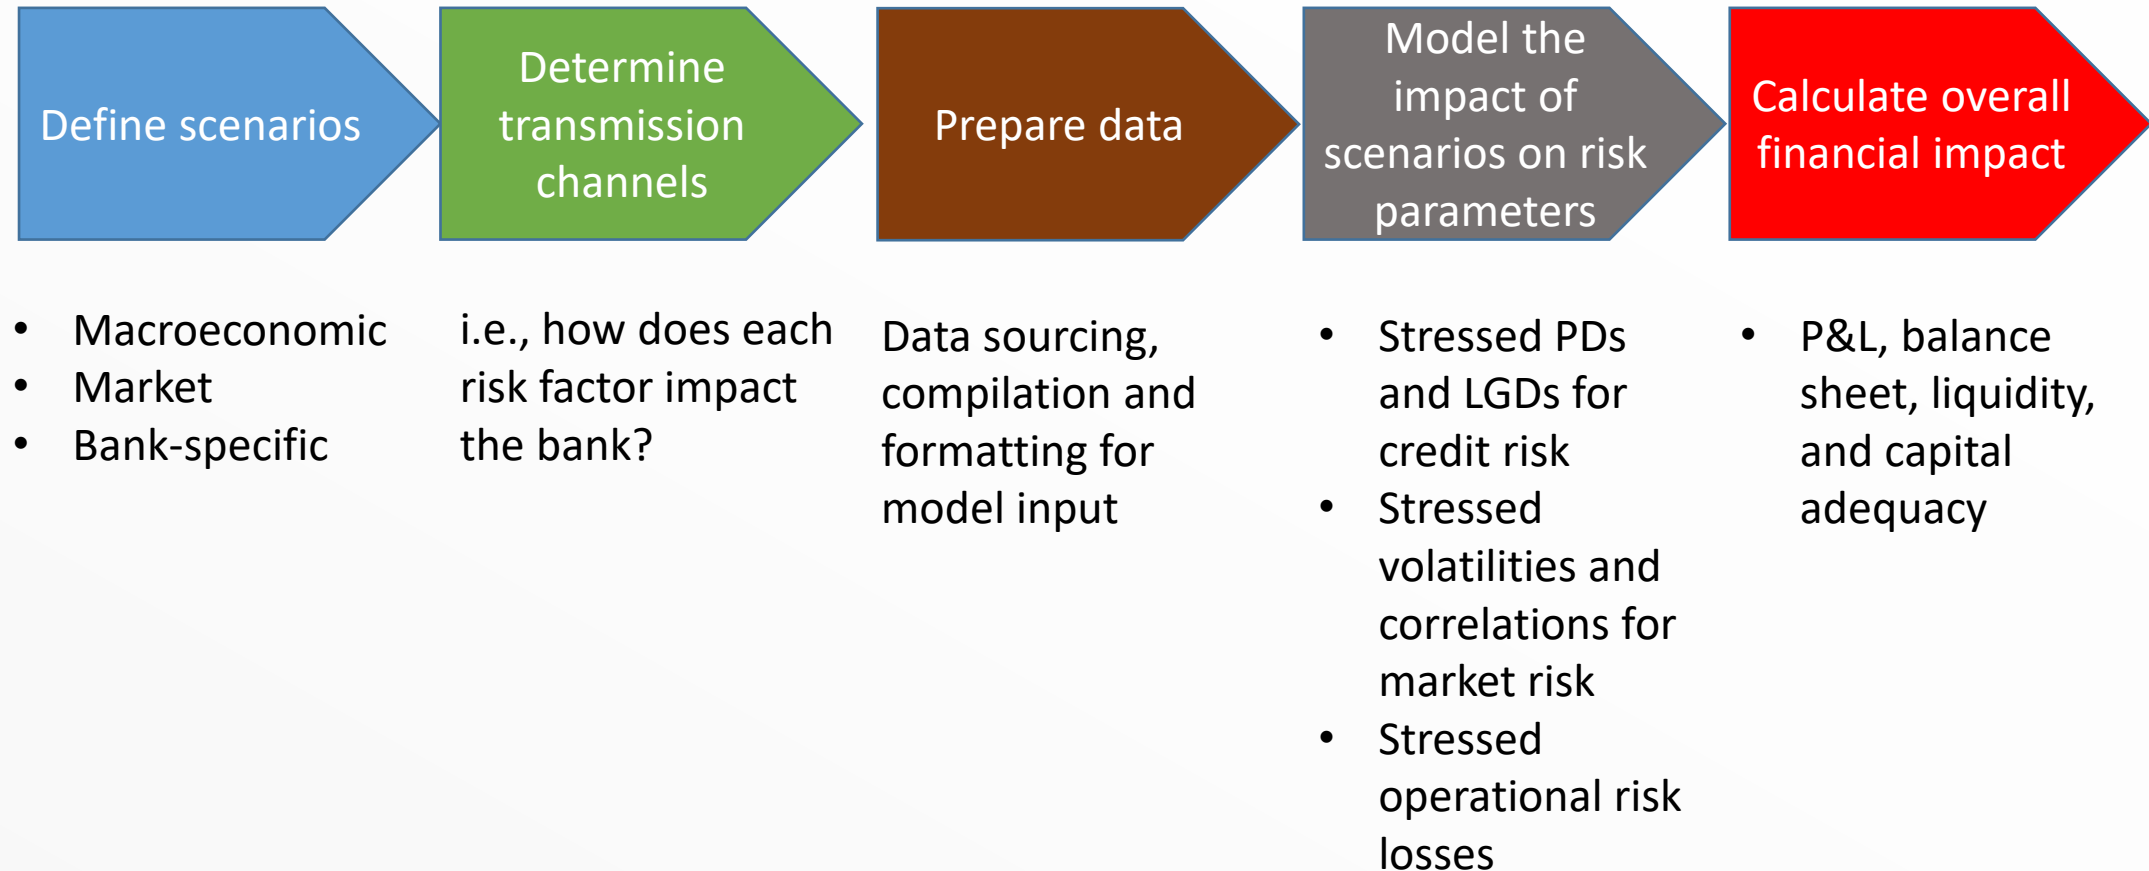 Define scenarios
Determine
transmission
channels
Prepare data
Model the
impact of
scenarios on risk
parameters
Calculate overall
financial impact
• Macroeconomic
• Market
• Bank-specific
i.e., how does each
risk factor impact
the bank?
Data sourcing,
compilation and
formatting for
model input
• Stressed PDs
and LGDs for
credit risk
• Stressed
volatilities and
correlations for
market risk
• Stressed
operational risk
losses
• P&L, balance
sheet, liquidity,
and capital
adequacy